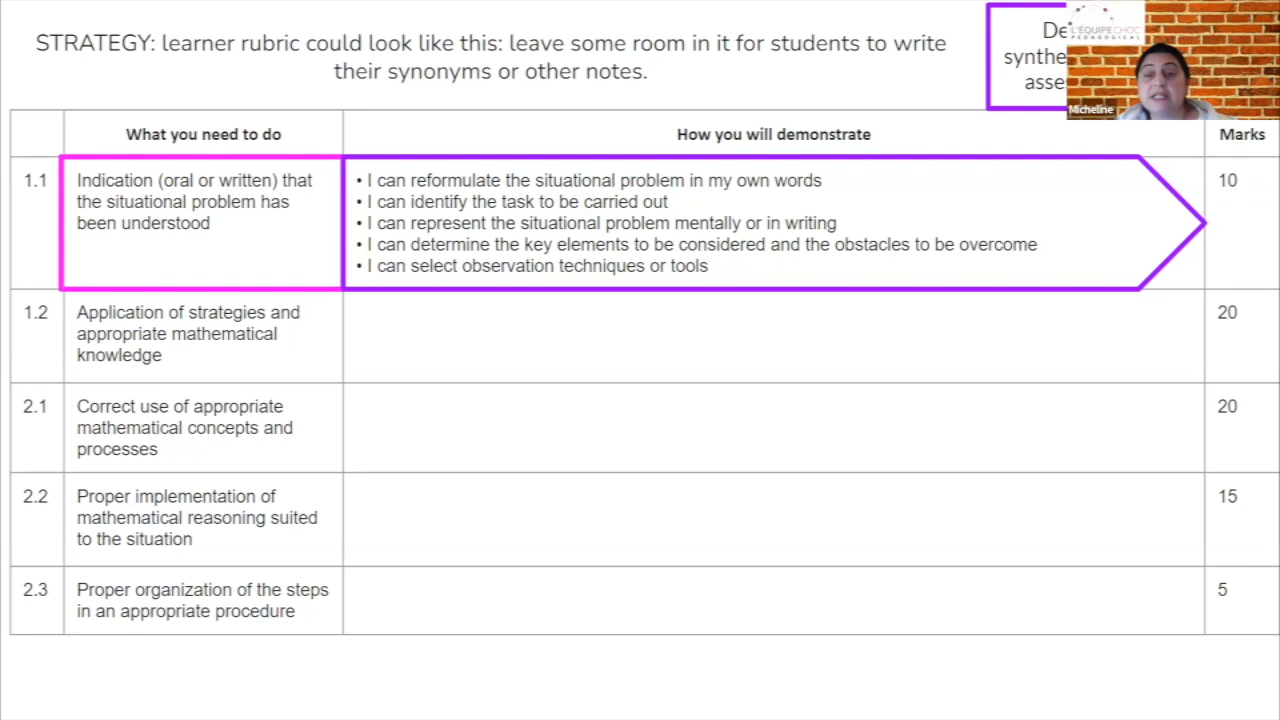 STRATEGY: learner rubric could look like this: leave some room in it for students to write
their synonyms or other notes.
L'ÉQUIPECHOC
PEDAGOGICAL
Micheline
What you need to do
How you will demonstrate
Marks
1.1
Indication (oral or written) that
the situational problem has
been understood
• I can reformulate the situational problem in my own words
• I can identify the task to be carried out
• I can represent the situational problem mentally or in writing
• I can determine the key elements to be considered and the obstacles to be overcome
• I can select observation techniques or tools
10
1.2
Application of strategies and
appropriate mathematical
knowledge
20
2.1
Correct use of appropriate
mathematical concepts and
processes
20
2.2
Proper implementation of
mathematical reasoning suited
to the situation
15
2.3
Proper organization of the steps
in an appropriate procedure
5